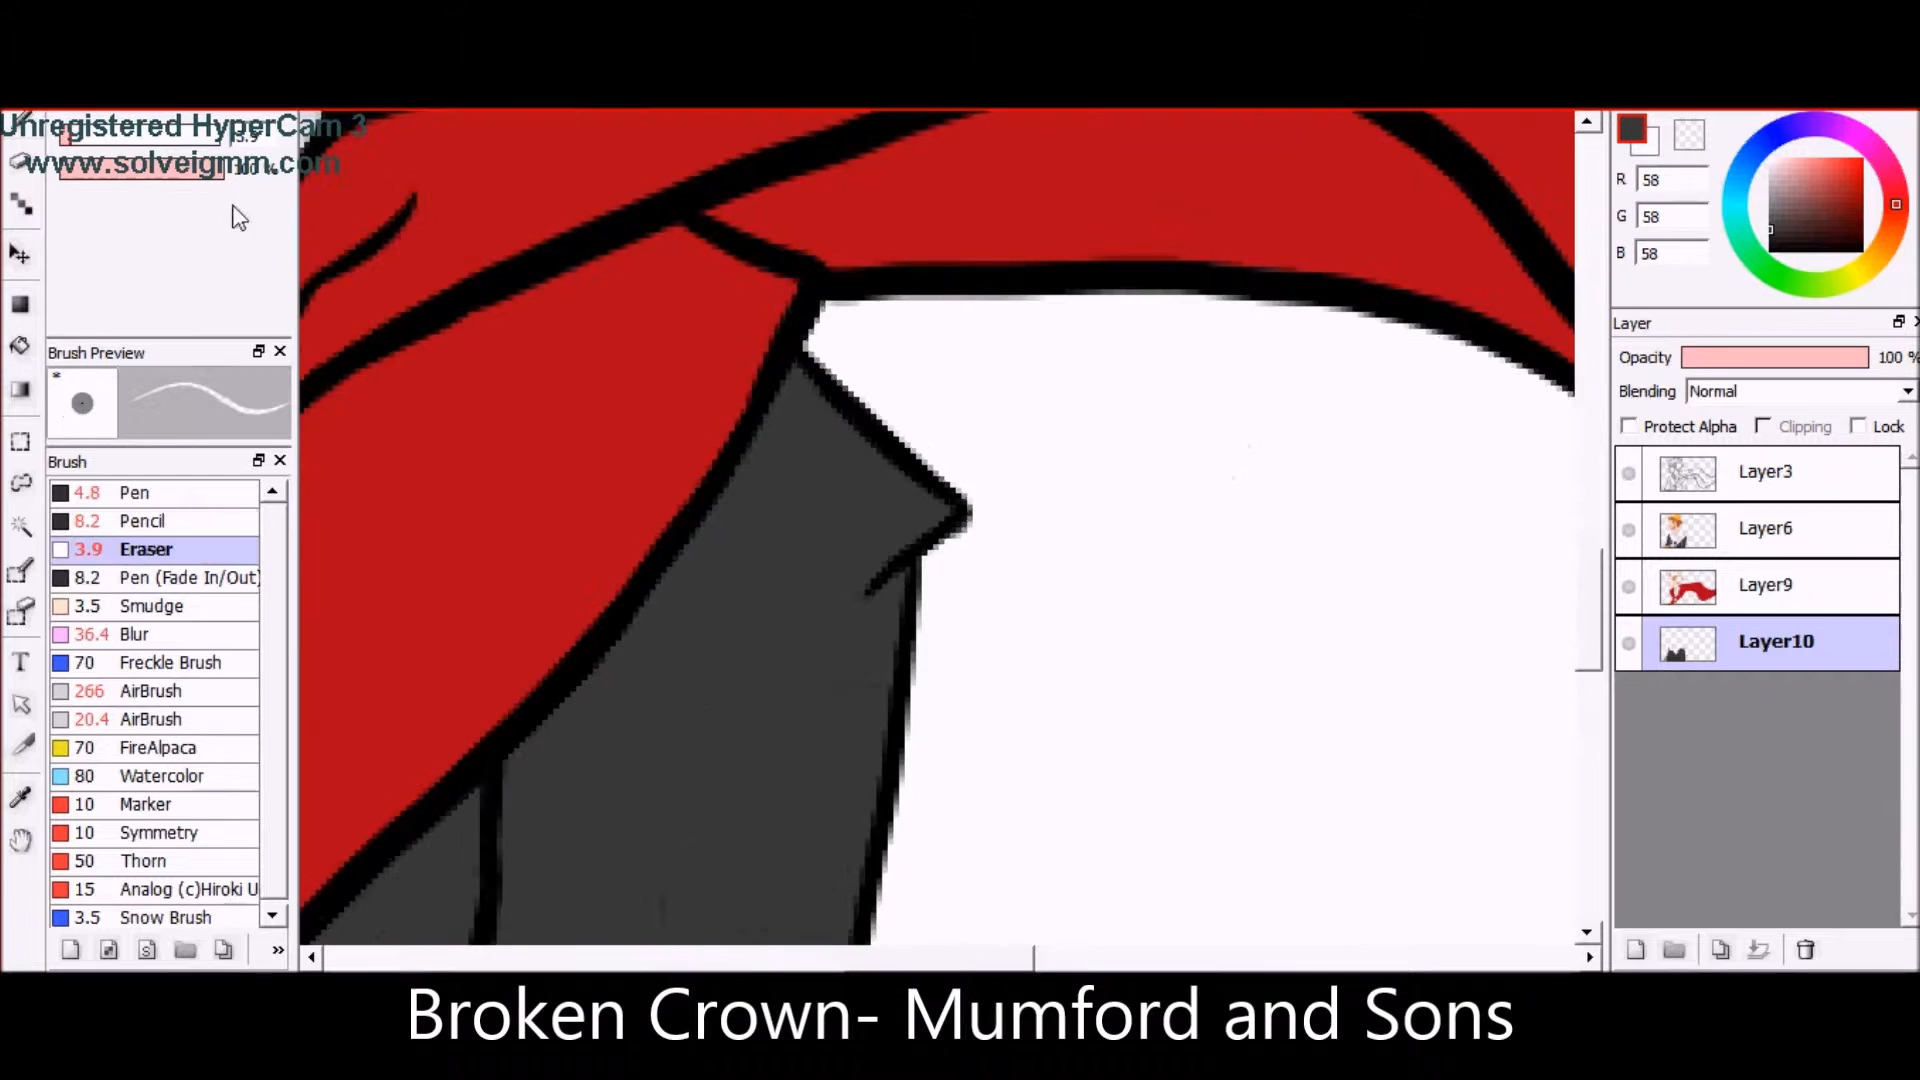 Unregistered HyperCam 3
3.9
www.solveigmm.com
100 %
Brush Preview
Brush
4.8 Pen
8.2 Pencil
3.9 Eraser
8.2 Pen (Fade In/Out)
3.5 Smudge
36.4 Blur
70 Freckle Brush
266 AirBrush
20.4 AirBrush
70 FireAlpaca
80 Watercolor
10 Marker
10 Symmetry
50 Thorn
15 Analog (c)Hiroki U
3.5 Snow Brush
R 58
G 58
B 58
Layer
Opacity 100 %
Blending Normal
Protect Alpha Clipping Lock
Layer3
Layer6
Layer9
Layer10
Broken Crown- Mumford and Sons